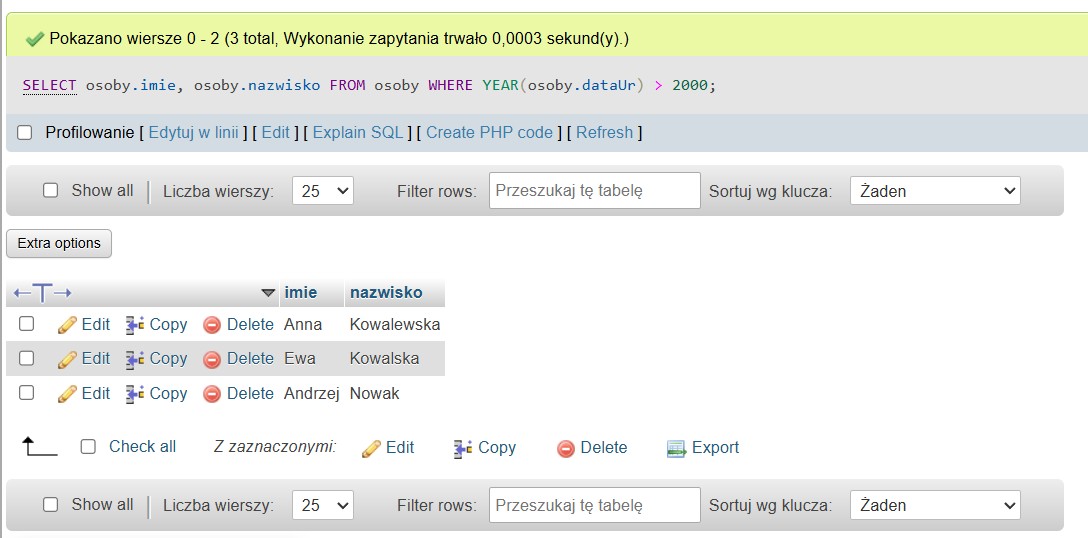 Pokazano wiersze 0 - 2 (3 total, Wykonanie zapytania trwało 0,0003 sekund(y).)
SELECT osoby.imie, osoby.nazwisko FROM osoby WHERE YEAR(osoby.dataUr) > 2000;
Profilowanie [ Edytuj w linii ] [ Edit ] [ Explain SQL ] [ Create PHP code ] [ Refresh ]
Show all Liczba wierszy: 25 Filter rows: Przeszukaj tę tabelę Sortuj wg klucza: Żaden
Extra options
imie nazwisko
Edit Copy Delete Anna Kowalewska
Edit Copy Delete Ewa Kowalska
Edit Copy Delete Andrzej Nowak
Check all Z zaznaczonymi: Edit Copy Delete Export
Show all Liczba wierszy: 25 Filter rows: Przeszukaj tę tabelę Sortuj wg klucza: Żaden